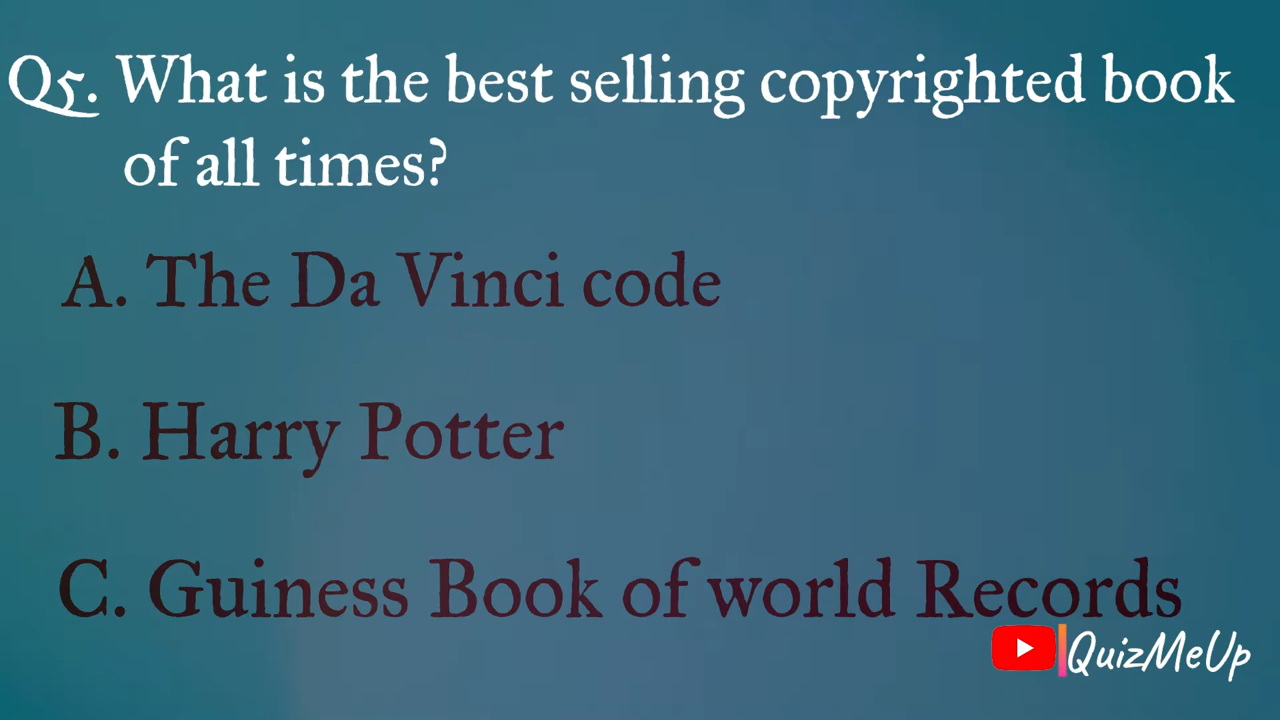 Q5. What is the best selling copyrighted book
of all times?
A. The Da Vinci code
B. Harry Potter
C. Guiness Book of world Records
QuizMeUp